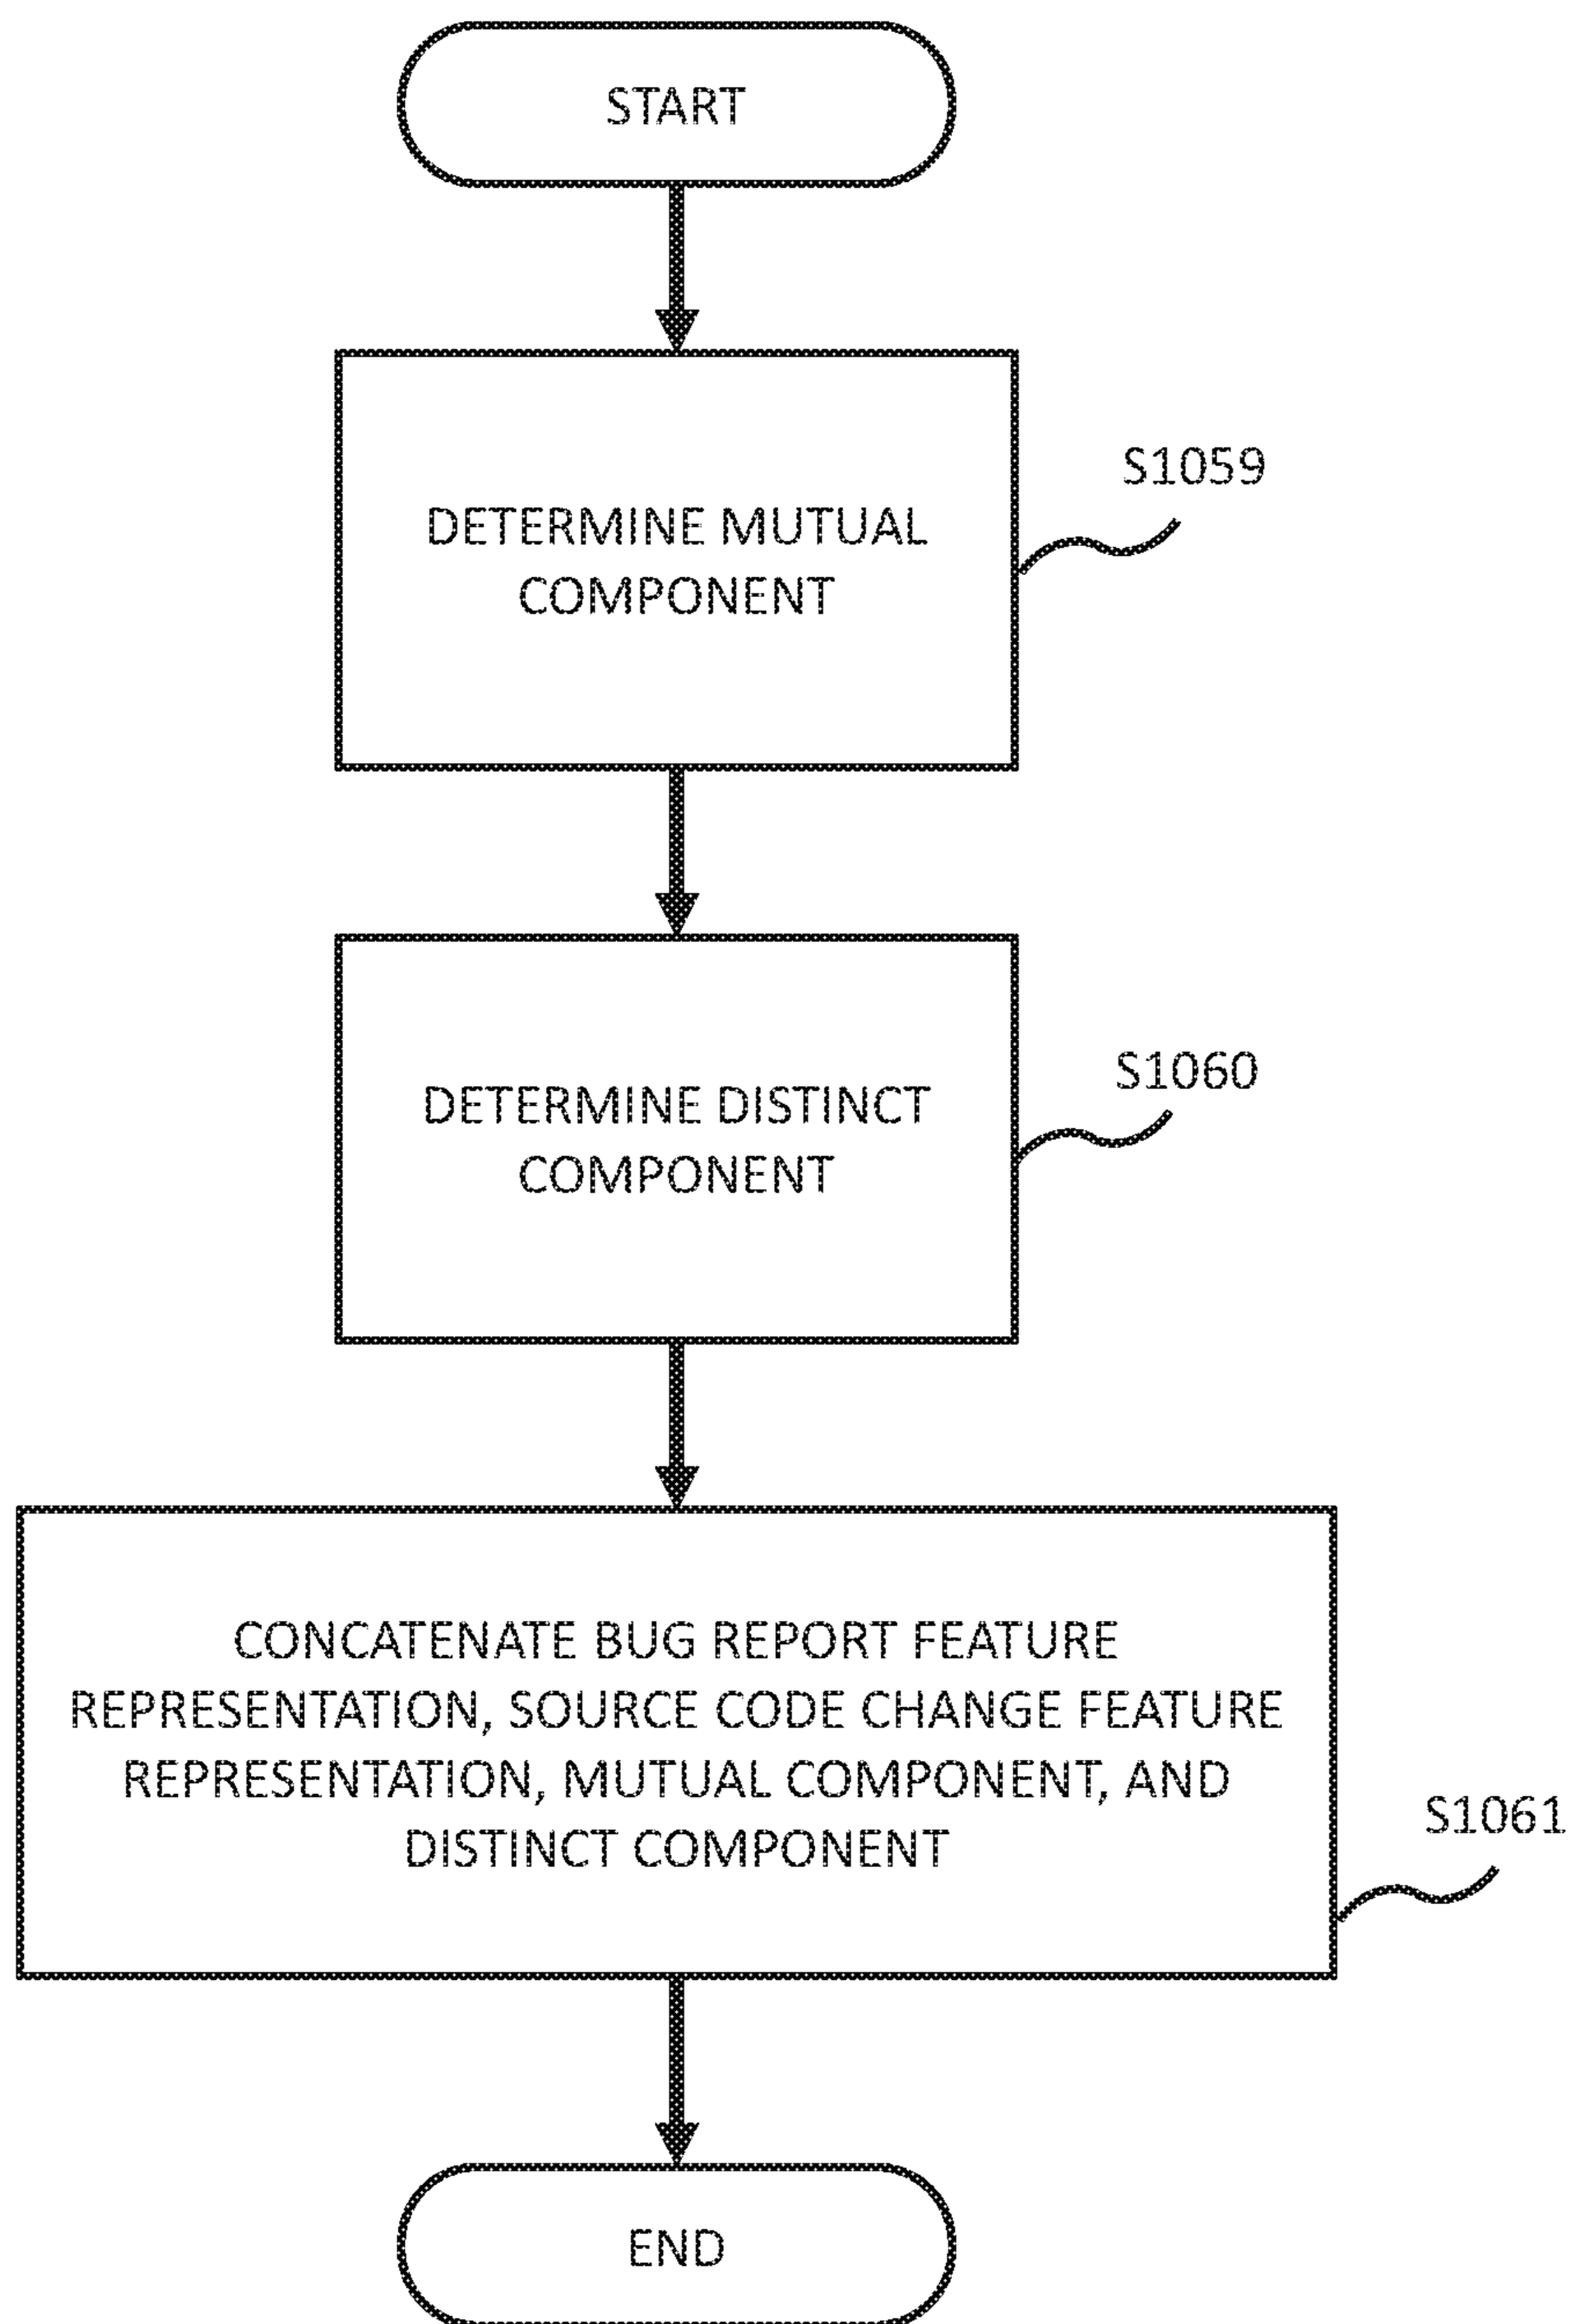 START
DETERMINE MUTUAL
COMPONENT
S1059
DETERMINE DISTINCT
COMPONENT
S1060
CONCATENATE BUG REPORT FEATURE
REPRESENTATION, SOURCE CODE CHANGE FEATURE
REPRESENTATION, MUTUAL COMPONENT, AND
DISTINCT COMPONENT
S1061
END